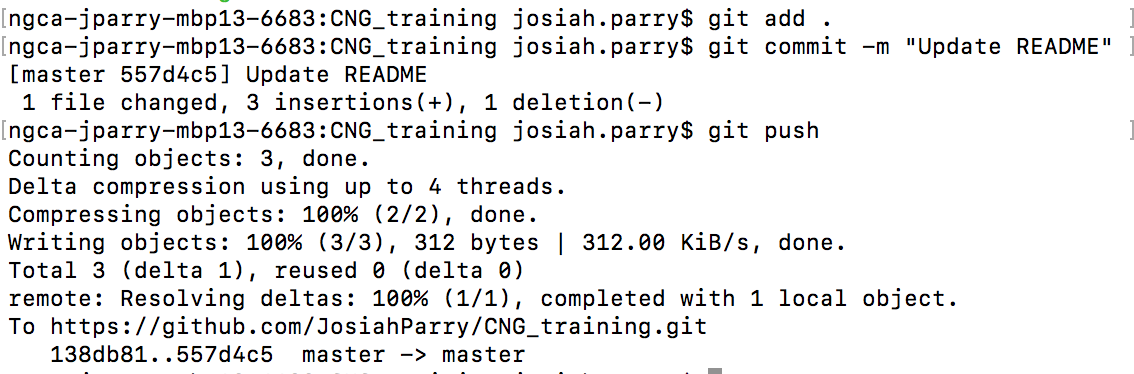 [ngca-jparry-mbp13-6683:CNG_training josiah.parry$ git add . ]
[ngca-jparry-mbp13-6683:CNG_training josiah.parry$ git commit -m "Update README" ]
[master 557d4c5] Update README
 1 file changed, 3 insertions(+), 1 deletion(-)
[ngca-jparry-mbp13-6683:CNG_training josiah.parry$ git push ]
Counting objects: 3, done.
Delta compression using up to 4 threads.
Compressing objects: 100% (2/2), done.
Writing objects: 100% (3/3), 312 bytes | 312.00 KiB/s, done.
Total 3 (delta 1), reused 0 (delta 0)
remote: Resolving deltas: 100% (1/1), completed with 1 local object.
To https://github.com/JosiahParry/CNG_training.git
   138db81..557d4c5  master -> master